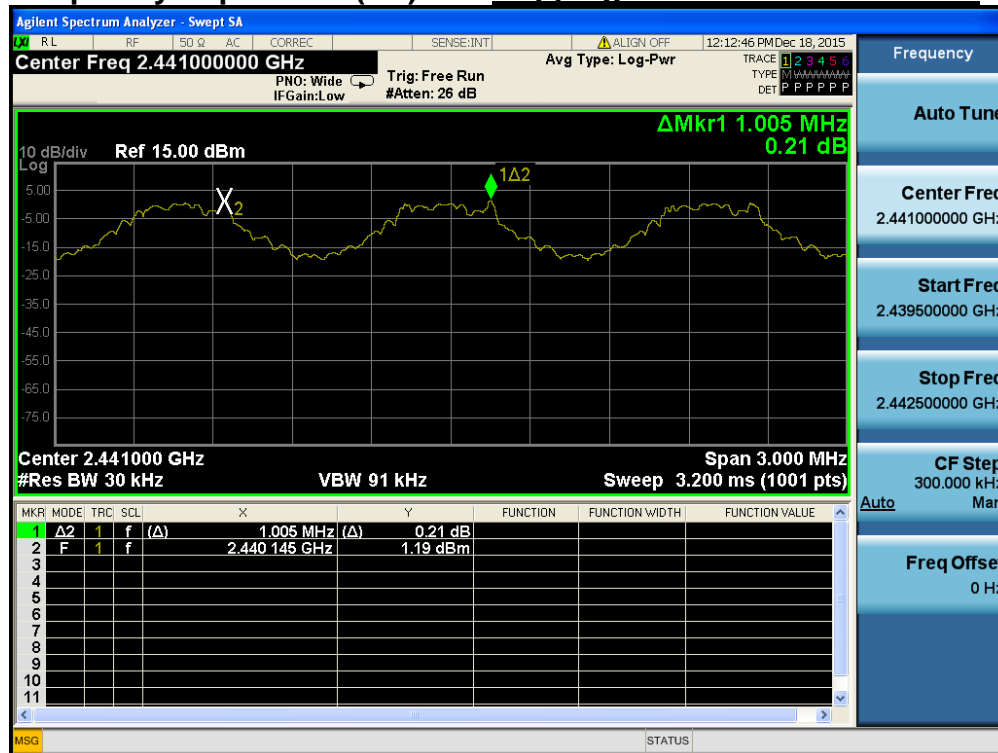 Agilent Spectrum Analyzer - Swept SA
LXI RL RF 50 Ω AC CORREC SENSE:INT ALIGN OFF 12:12:46 PM Dec 18, 2015
Center Freq 2.441000000 GHz
PNO: Wide
IFGain:Low
Trig: Free Run
#Atten: 26 dB
Avg Type: Log-Pwr
TRACE 1 2 3 4 5 6
TYPE M
DET P P P P P P
ΔMkr1 1.005 MHz
0.21 dB
10 dB/div Ref 15.00 dBm
Log
1Δ2
5.00
X2
-5.00
-15.0
-25.0
-35.0
-45.0
-55.0
-65.0
-75.0
Center 2.441000 GHz Span 3.000 MHz
#Res BW 30 kHz VBW 91 kHz Sweep 3.200 ms (1001 pts)
MKR MODE TRC SCL X Y FUNCTION FUNCTION WIDTH FUNCTION VALUE
1 Δ2 1 f (Δ) 1.005 MHz (Δ) 0.21 dB
2 F 1 f 2.440 145 GHz 1.19 dBm
3
4
5
6
7
8
9
10
11
MSG STATUS
Frequency
Auto Tune
Center Freq
2.441000000 GHz
Start Freq
2.439500000 GHz
Stop Freq
2.442500000 GHz
CF Step
300.000 kHz
Auto Man
Freq Offset
0 Hz